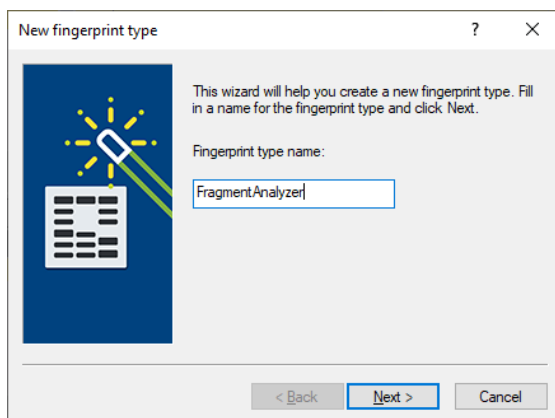 New fingerprint type
?
This wizard will help you create a new fingerprint type. Fill
in a name for the fingerprint type and click Next.
Fingerprint type name:
FragmentAnalyzer
< Back
Next >
Cancel